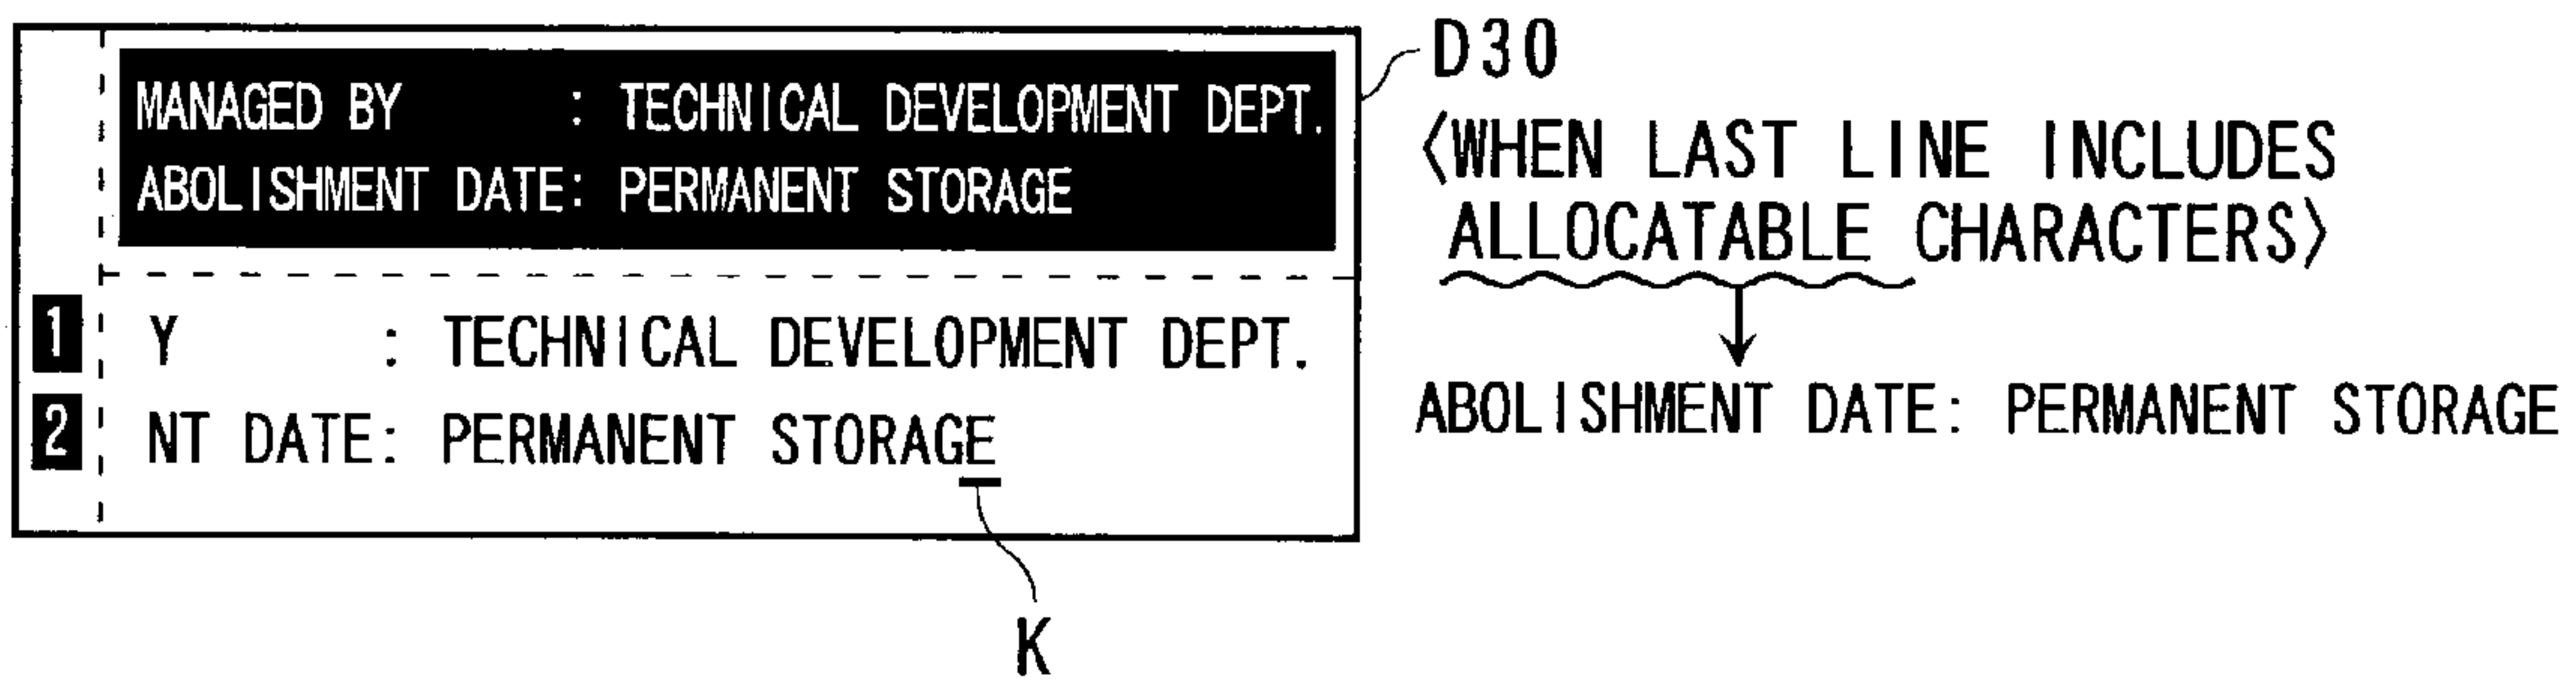 MANAGED BY : TECHNICAL DEVELOPMENT DEPT.
ABOLISHMENT DATE: PERMANENT STORAGE
1 Y : TECHNICAL DEVELOPMENT DEPT.
2 NT DATE: PERMANENT STORAGE
K
D30
<WHEN LAST LINE INCLUDES
ALLOCATABLE CHARACTERS>
ABOLISHMENT DATE: PERMANENT STORAGE